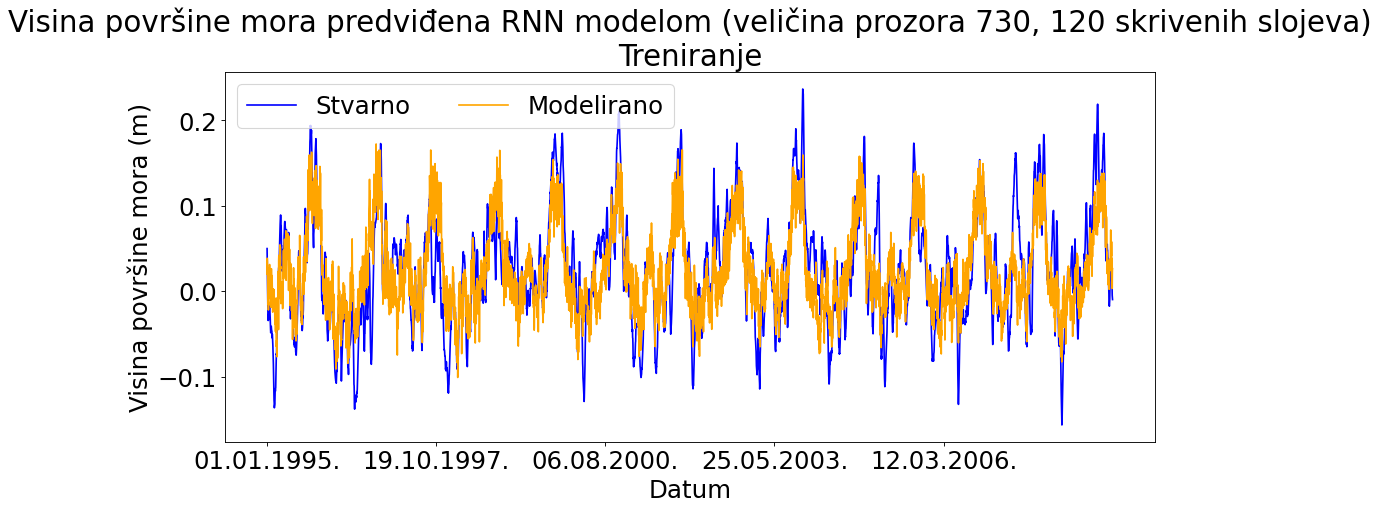 Visina površine mora predviđena RNN modelom (veličina prozora 730, 120 skrivenih slojeva)
Treniranje
Stvarno
Modelirano
Visina površine mora (m)
0.2
0.1
0.0
−0.1
01.01.1995.
19.10.1997.
06.08.2000.
25.05.2003.
12.03.2006.
Datum